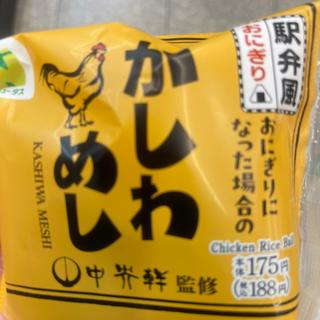 駅弁風
おにぎり
おにぎりに
なった場合の
かしわ
めし
KASHIWA MESHI
中央軒 監修
Chicken Rice Ball
本体175円
(税込)188円